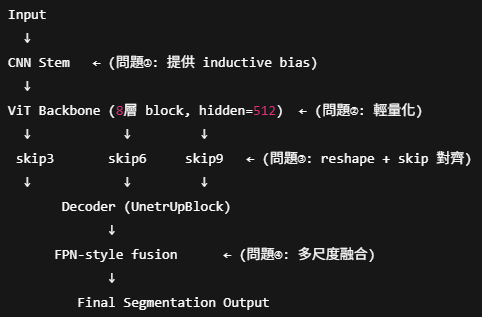 Input
↓
CNN Stem ← (問題①: 提供 inductive bias)
↓
ViT Backbone (8層 block, hidden=512) ← (問題②: 輕量化)
↓ ↓ ↓
skip3 skip6 skip9 ← (問題③: reshape + skip 對齊)
↓ ↓ ↓
Decoder (UnetrUpBlock)
↓
FPN-style fusion ← (問題④: 多尺度融合)
↓
Final Segmentation Output